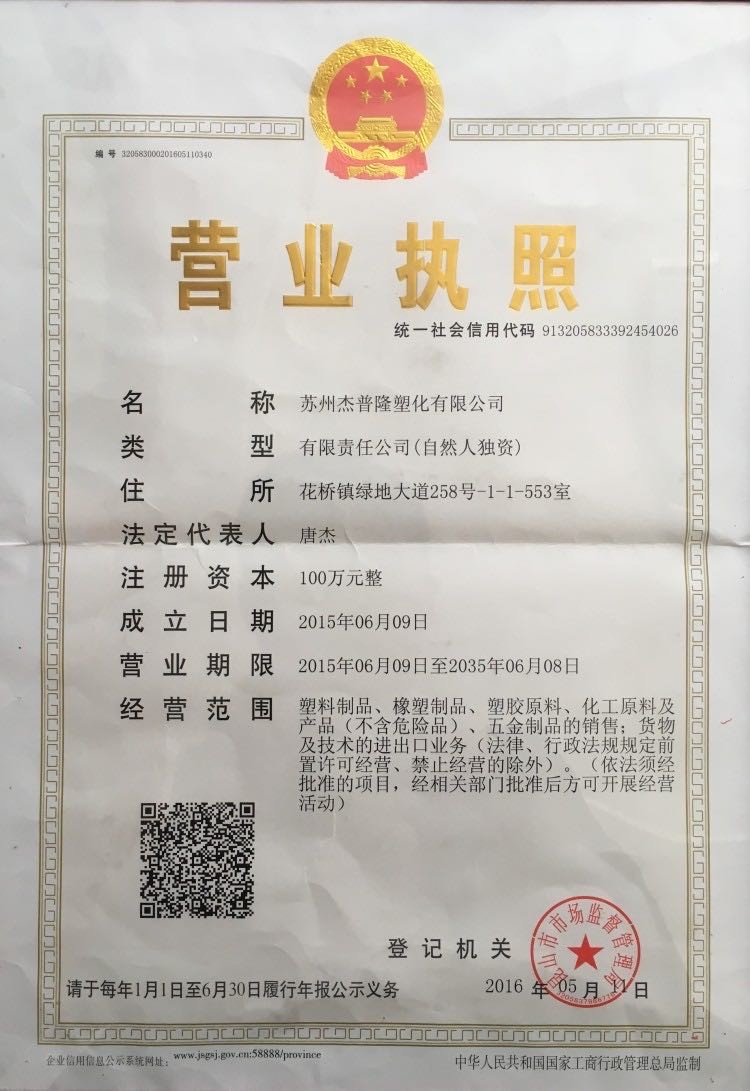 编号 320583000201605110340
营业执照
统一社会信用代码 913205833392454026
名称 苏州杰普隆塑化有限公司
类型 有限责任公司(自然人独资)
住所 花桥镇绿地大道258号-1-1-553室
法定代表人 唐杰
注册资本 100万元整
成立日期 2015年06月09日
营业期限 2015年06月09日至2035年06月08日
经营范围 塑料制品、橡塑制品、塑胶原料、化工原料及
产品（不含危险品）、五金制品的销售；货物
及技术的进出口业务（法律、行政法规规定前
置许可经营、禁止经营的除外）。（依法须经
批准的项目，经相关部门批准后方可开展经营
活动）
登记机关
昆山市市场监督管理局
请于每年1月1日至6月30日履行年报公示义务
2016 年 05 月 11 日
企业信用信息公示系统网址： www.jsgsj.gov.cn:58888/province
中华人民共和国国家工商行政管理总局监制